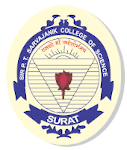 SIR P. T. SARVAJANIK COLLEGE OF SCIENCE
SURAT